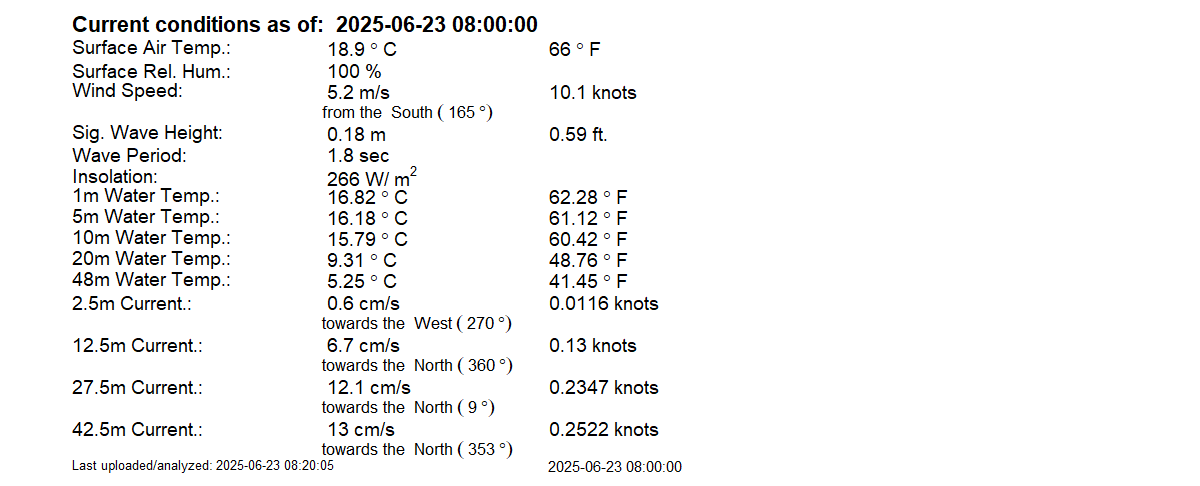 Current conditions as of: 2025-06-23 08:00:00
Surface Air Temp.: 18.9 ° C 66 ° F
Surface Rel. Hum.: 100 %
Wind Speed: 5.2 m/s 10.1 knots
from the South ( 165 °)
Sig. Wave Height: 0.18 m 0.59 ft.
Wave Period: 1.8 sec
Insolation: 266 W/ m²
1m Water Temp.: 16.82 ° C 62.28 ° F
5m Water Temp.: 16.18 ° C 61.12 ° F
10m Water Temp.: 15.79 ° C 60.42 ° F
20m Water Temp.: 9.31 ° C 48.76 ° F
48m Water Temp.: 5.25 ° C 41.45 ° F
2.5m Current.: 0.6 cm/s 0.0116 knots
towards the West ( 270 °)
12.5m Current.: 6.7 cm/s 0.13 knots
towards the North ( 360 °)
27.5m Current.: 12.1 cm/s 0.2347 knots
towards the North ( 9 °)
42.5m Current.: 13 cm/s 0.2522 knots
towards the North ( 353 °)
Last uploaded/analyzed: 2025-06-23 08:20:05 2025-06-23 08:00:00